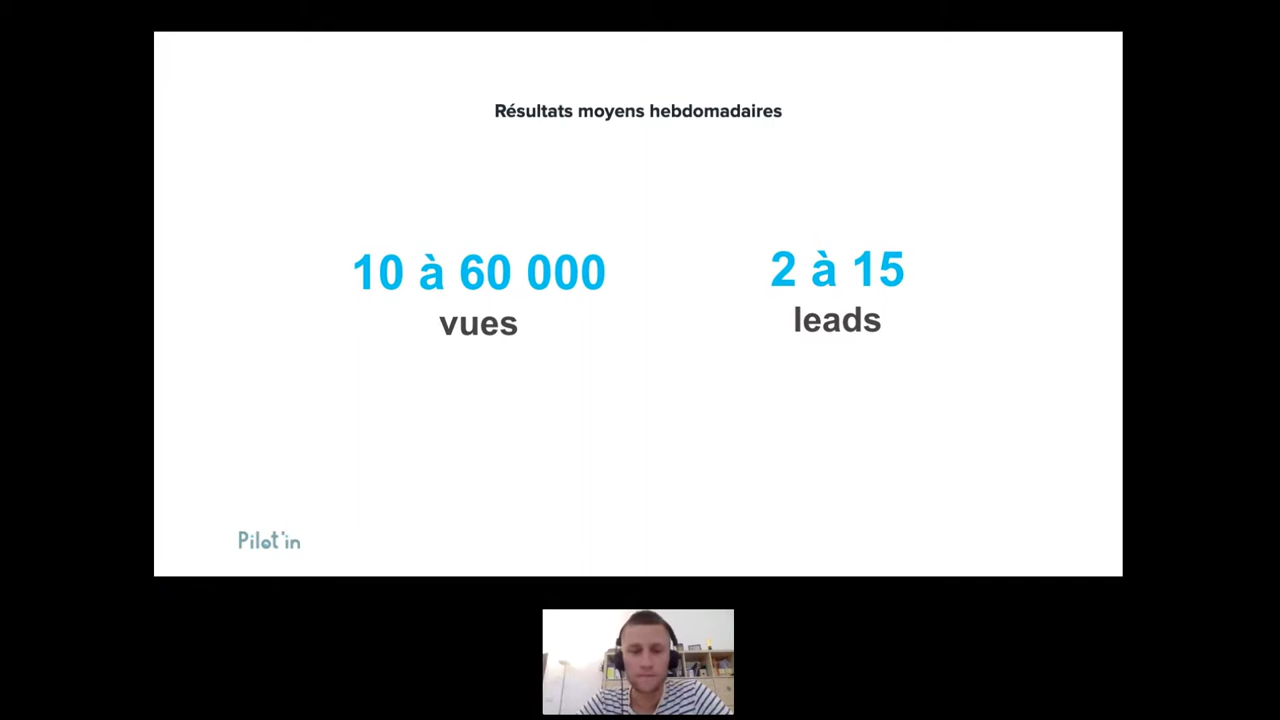 Résultats moyens hebdomadaires
10 à 60 000
vues
2 à 15
leads
Pilot'in